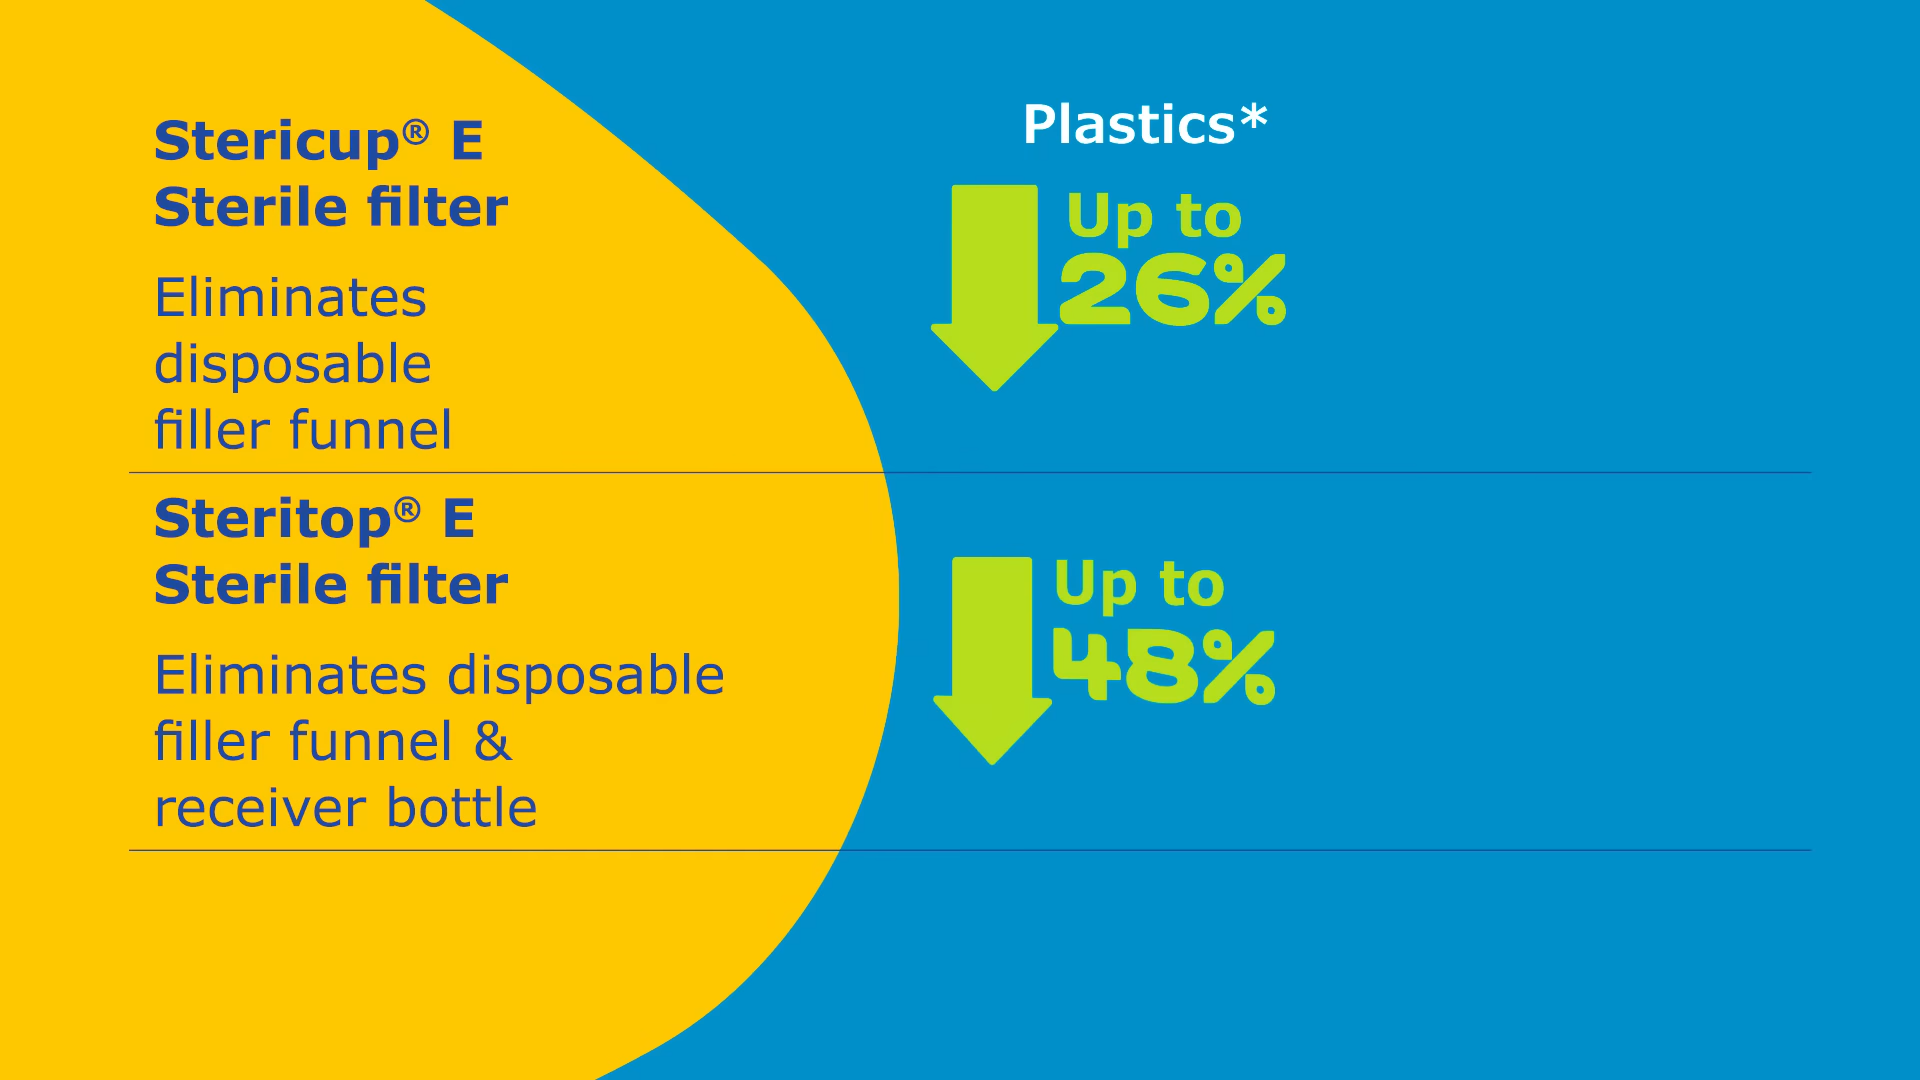 Stericup® E
Sterile filter
Eliminates
disposable
filler funnel
Plastics*
Up to
26%
Steritop® E
Sterile filter
Eliminates disposable
filler funnel &
receiver bottle
Up to
48%